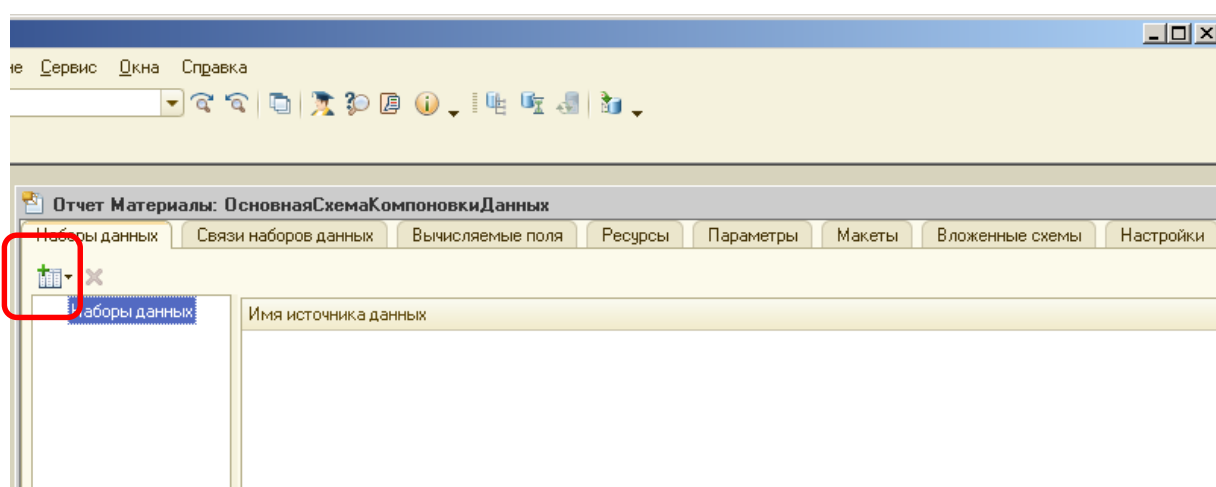 не Сервис Окна Справка
Отчет Материалы: ОсновнаяСхемаКомпоновкиДанных
Наборы данных Связи наборов данных Вычисляемые поля Ресурсы Параметры Макеты Вложенные схемы Настройки
Наборы данных Имя источника данных